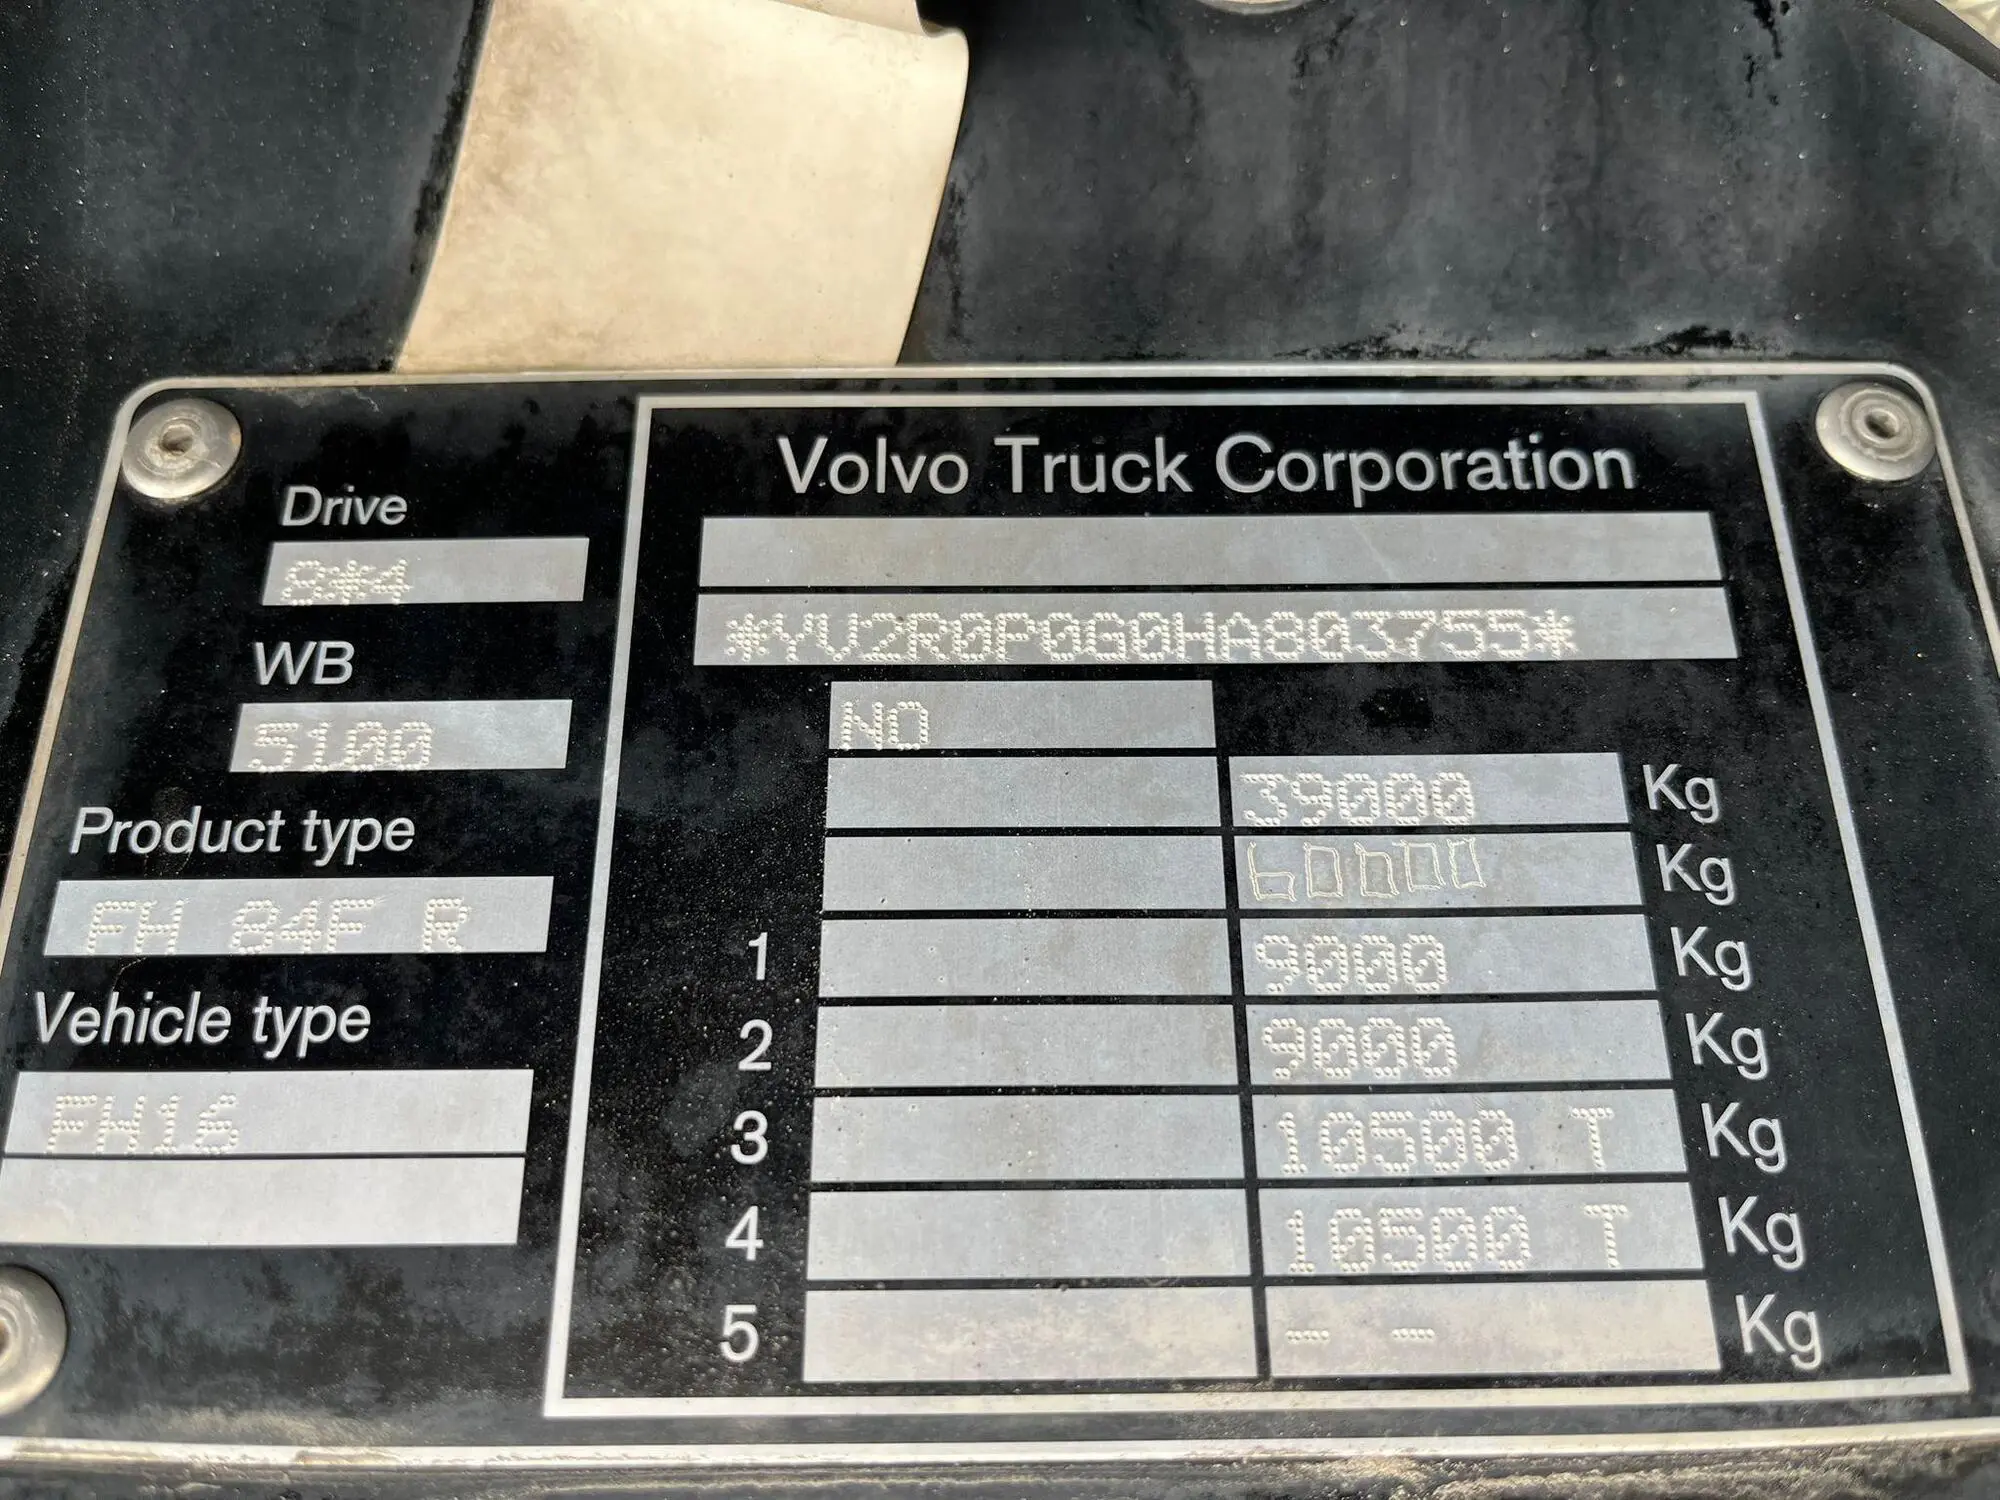 Volvo Truck Corporation
Drive
8*4
*YV2R0P0G0HA803755*
WB
5100
NO
39000 Kg
Product type
60000 Kg
FH 84F R
1 9000 Kg
Vehicle type
2 9000 Kg
FH16
3 10500 T Kg
4 10500 T Kg
5 - - Kg